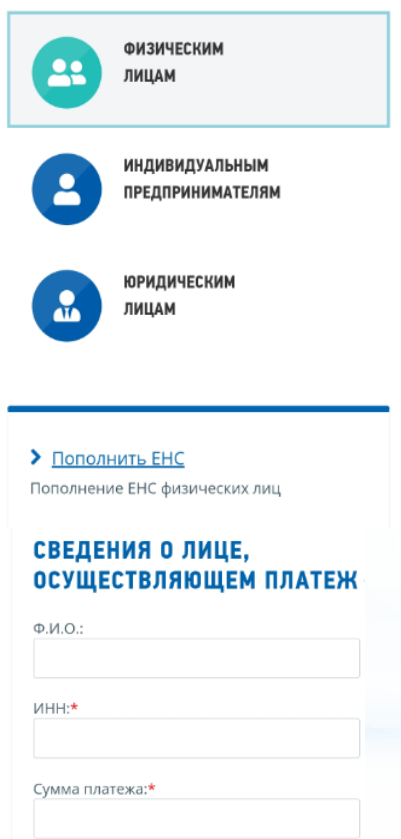 ФИЗИЧЕСКИМ
ЛИЦАМ
ИНДИВИДУАЛЬНЫМ
ПРЕДПРИНИМАТЕЛЯМ
ЮРИДИЧЕСКИМ
ЛИЦАМ
Пополнить ЕНС
Пополнение ЕНС физических лиц
СВЕДЕНИЯ О ЛИЦЕ,
ОСУЩЕСТВЛЯЮЩЕМ ПЛАТЕЖ
Ф.И.О.:
ИНН:*
Сумма платежа:*